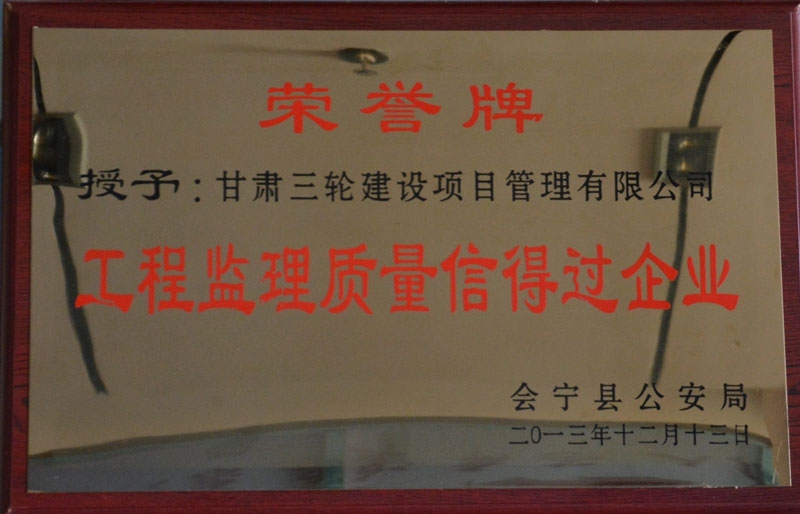 荣誉牌
授予：甘肃三轮建设项目管理有限公司
工程监理质量信得过企业
会宁县公安局
二〇一三年十二月十三日